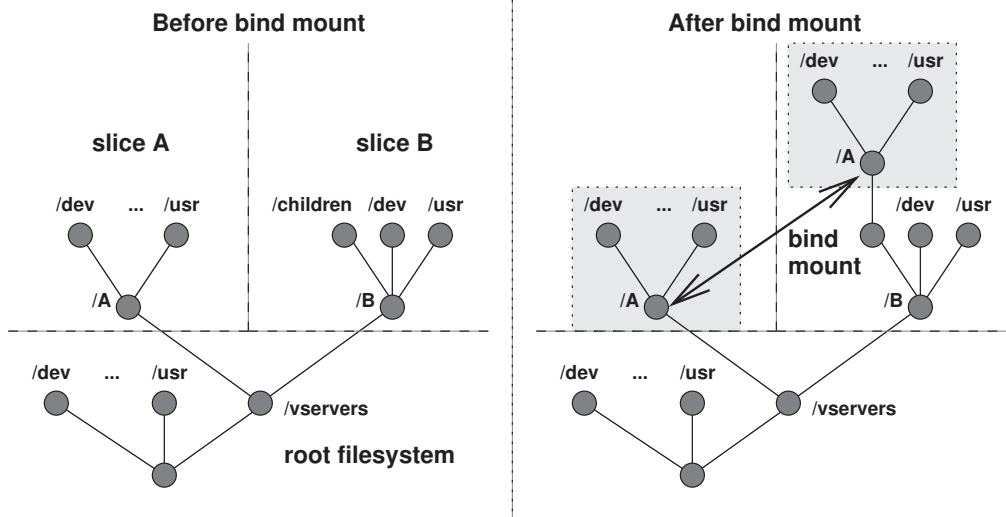 Before bind mount
slice A
slice B
/dev ... /usr
/children /dev /usr
/A
/B
/dev ... /usr
/vservers
root filesystem
After bind mount
/dev ... /usr
/A
/dev ... /usr
/dev /usr
bind
mount
/A
/B
/dev ... /usr
/vservers